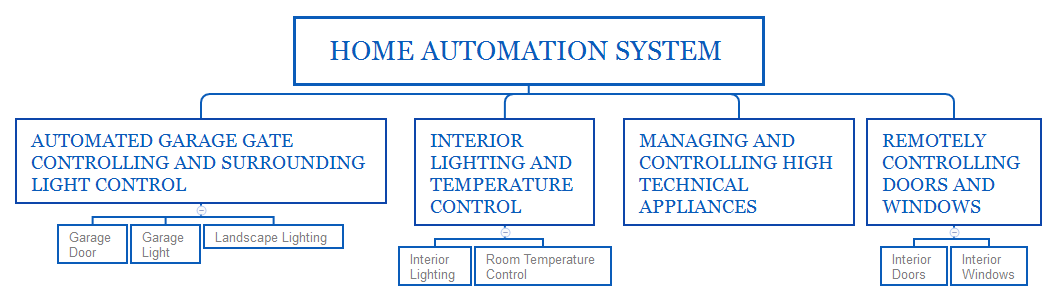 HOME AUTOMATION SYSTEM
AUTOMATED GARAGE GATE
CONTROLLING AND SURROUNDING
LIGHT CONTROL
INTERIOR
LIGHTING AND
TEMPERATURE
CONTROL
MANAGING AND
CONTROLLING HIGH
TECHNICAL
APPLIANCES
REMOTELY
CONTROLLING
DOORS AND
WINDOWS
Garage
Door
Garage
Light
Landscape Lighting
Interior
Lighting
Room Temperature
Control
Interior
Doors
Interior
Windows